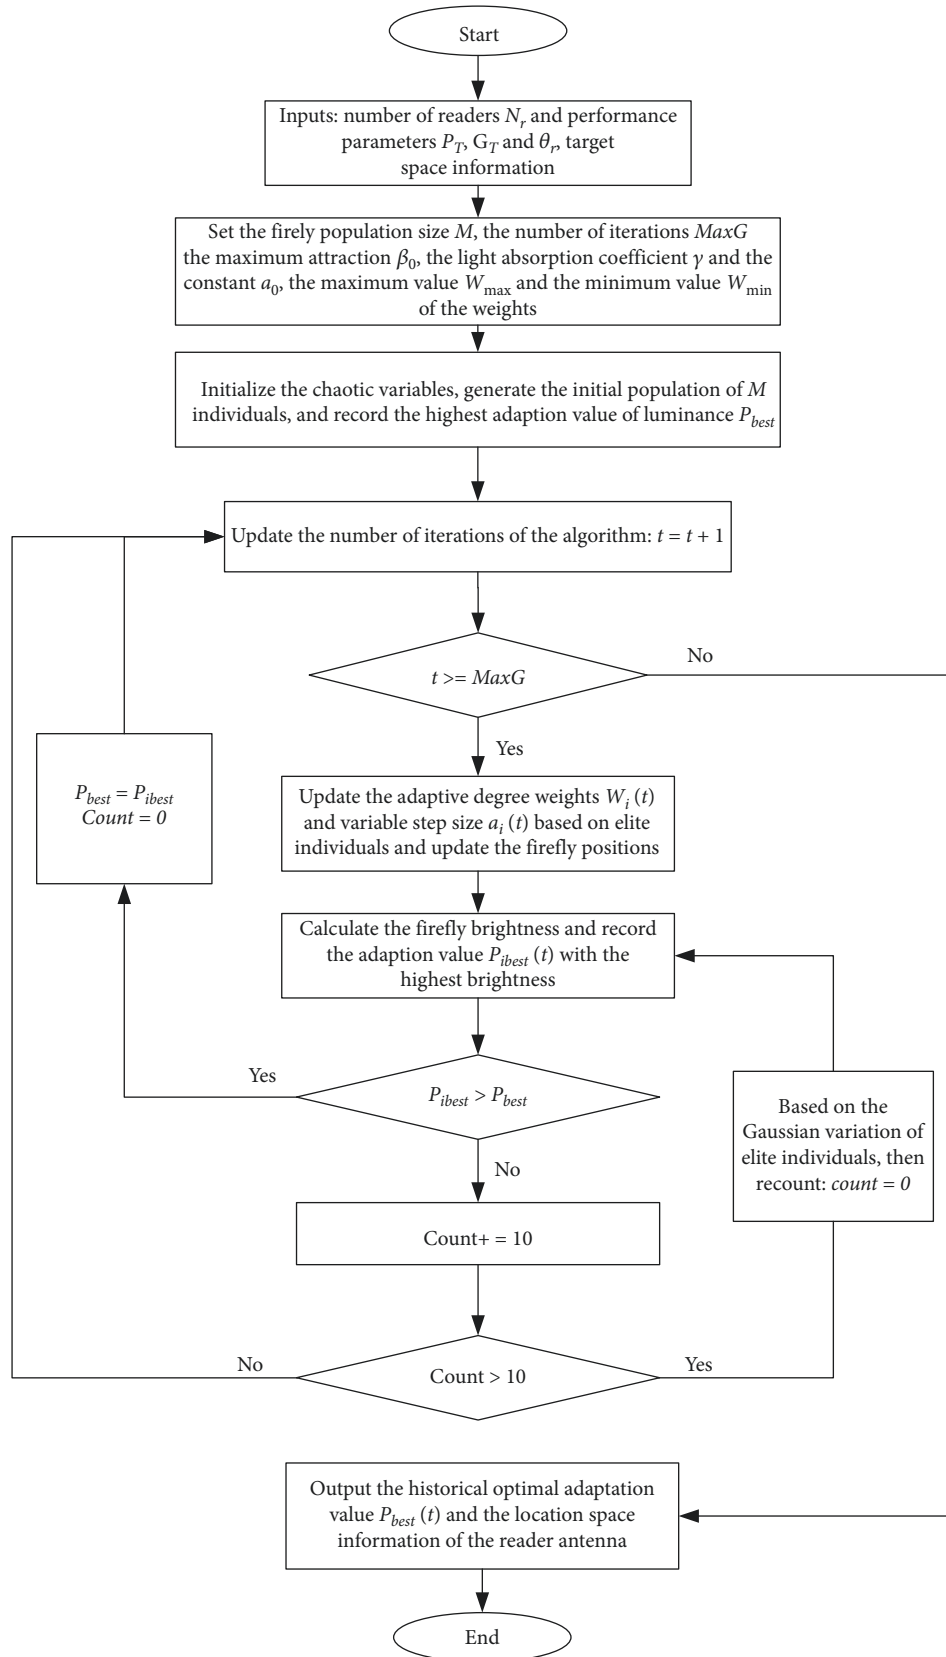 Start
Inputs: number of readers N_r and performance
parameters P_T, G_T and θ_r, target
space information
Set the firely population size M, the number of iterations MaxG
the maximum attraction β_0, the light absorption coefficient γ and the
constant a_0, the maximum value W_max and the minimum value W_min
of the weights
Initialize the chaotic variables, generate the initial population of M
individuals, and record the highest adaption value of luminance P_best
Update the number of iterations of the algorithm: t = t + 1
t >= MaxG
No
Yes
P_best = P_ibest
Count = 0
Update the adaptive degree weights W_i (t)
and variable step size a_i (t) based on elite
individuals and update the firefly positions
Calculate the firefly brightness and record
the adaption value P_ibest (t) with the
highest brightness
Yes
P_ibest > P_best
Based on the
Gaussian variation of
elite individuals, then
recount: count = 0
No
Count+ = 10
No
Count > 10
Yes
Output the historical optimal adaptation
value P_best (t) and the location space
information of the reader antenna
End